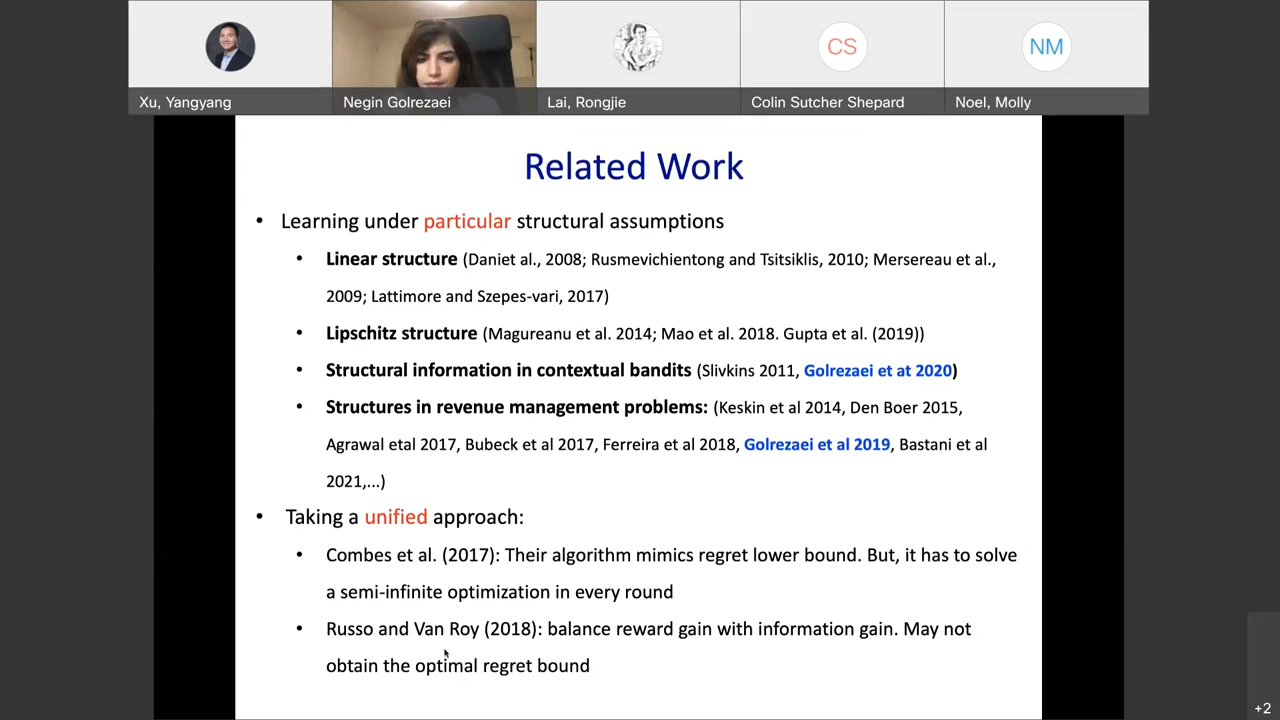 CS
NM
Xu, Yangyang
Negin Golrezaei
Lai, Rongjie
Colin Sutcher Shepard
Noel, Molly
Related Work
• Learning under particular structural assumptions
• Linear structure (Daniet al., 2008; Rusmevichientong and Tsitsiklis, 2010; Mersereau et al.,
2009; Lattimore and Szepes-vari, 2017)
• Lipschitz structure (Magureanu et al. 2014; Mao et al. 2018. Gupta et al. (2019))
• Structural information in contextual bandits (Slivkins 2011, Golrezaei et at 2020)
• Structures in revenue management problems: (Keskin et al 2014, Den Boer 2015,
Agrawal etal 2017, Bubeck et al 2017, Ferreira et al 2018, Golrezaei et al 2019, Bastani et al
2021,...)
• Taking a unified approach:
• Combes et al. (2017): Their algorithm mimics regret lower bound. But, it has to solve
a semi-infinite optimization in every round
• Russo and Van Roy (2018): balance reward gain with information gain. May not
obtain the optimal regret bound
+2